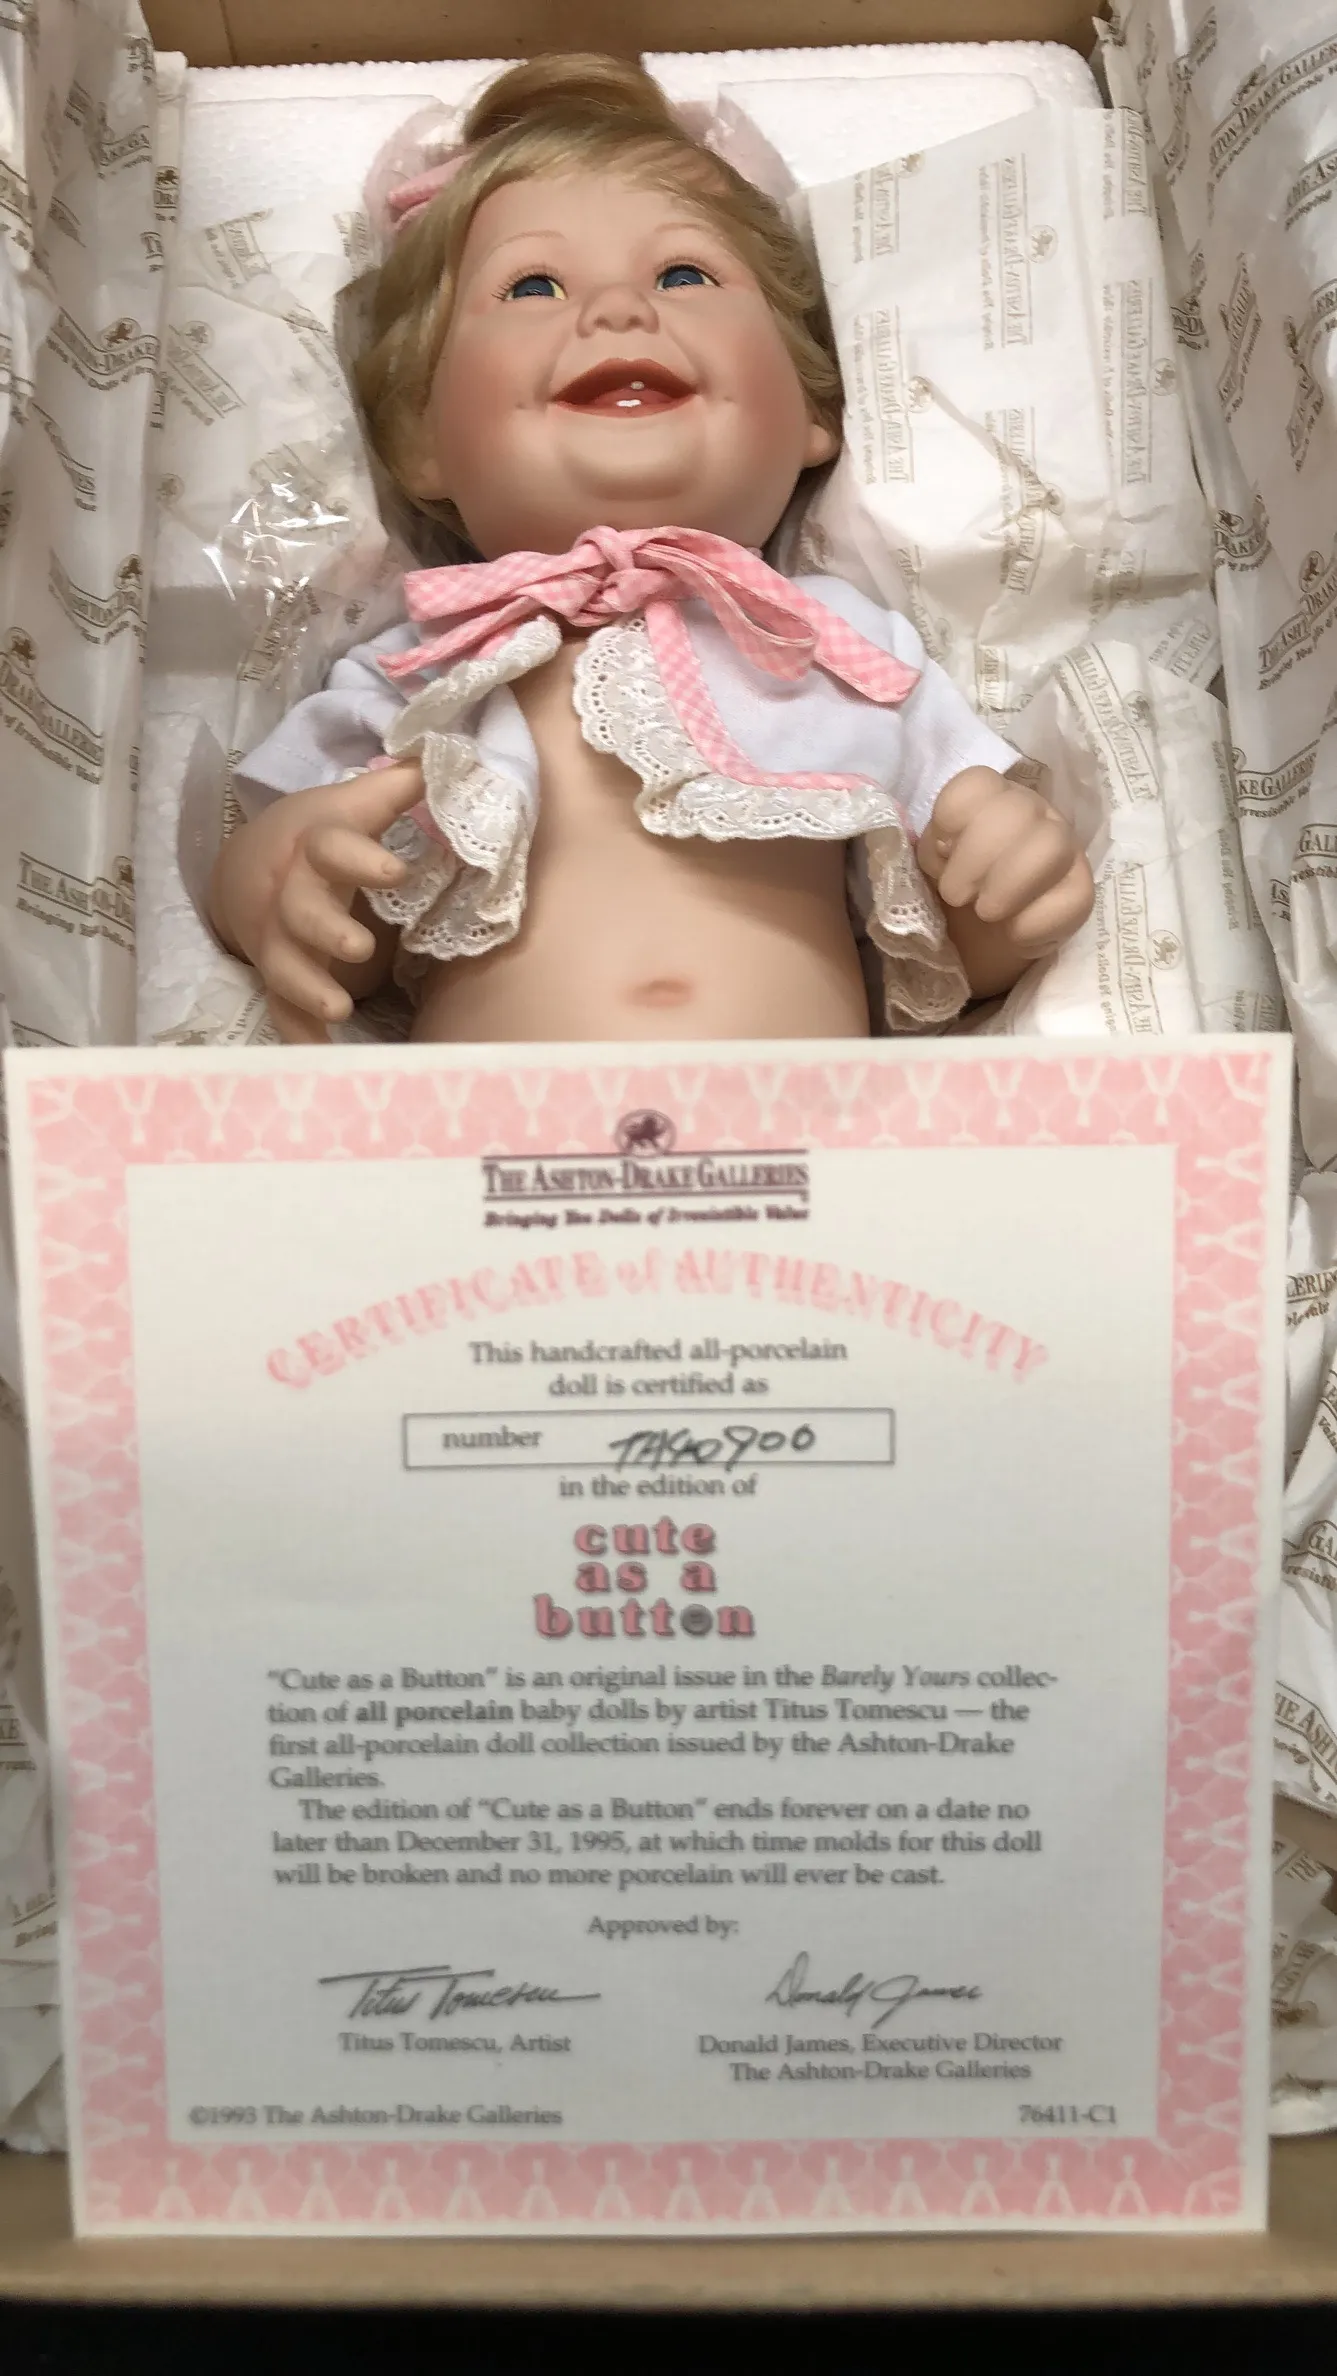 THE ASHTON-DRAKE GALLERIES
Bringing You Dolls of Irresistible Value
CERTIFICATE of AUTHENTICITY
This handcrafted all-porcelain
doll is certified as
number
in the edition of
cute
as a
button
"Cute as a Button" is an original issue in the Barely Yours collec-
tion of all porcelain baby dolls by artist Titus Tomescu — the
first all-porcelain doll collection issued by the Ashton-Drake
Galleries.
The edition of "Cute as a Button" ends forever on a date no
later than December 31, 1995, at which time molds for this doll
will be broken and no more porcelain will ever be cast.
Approved by:
Titus Tomescu Donald James
Titus Tomescu, Artist
Donald James, Executive Director
The Ashton-Drake Galleries
©1993 The Ashton-Drake Galleries 76411-C1